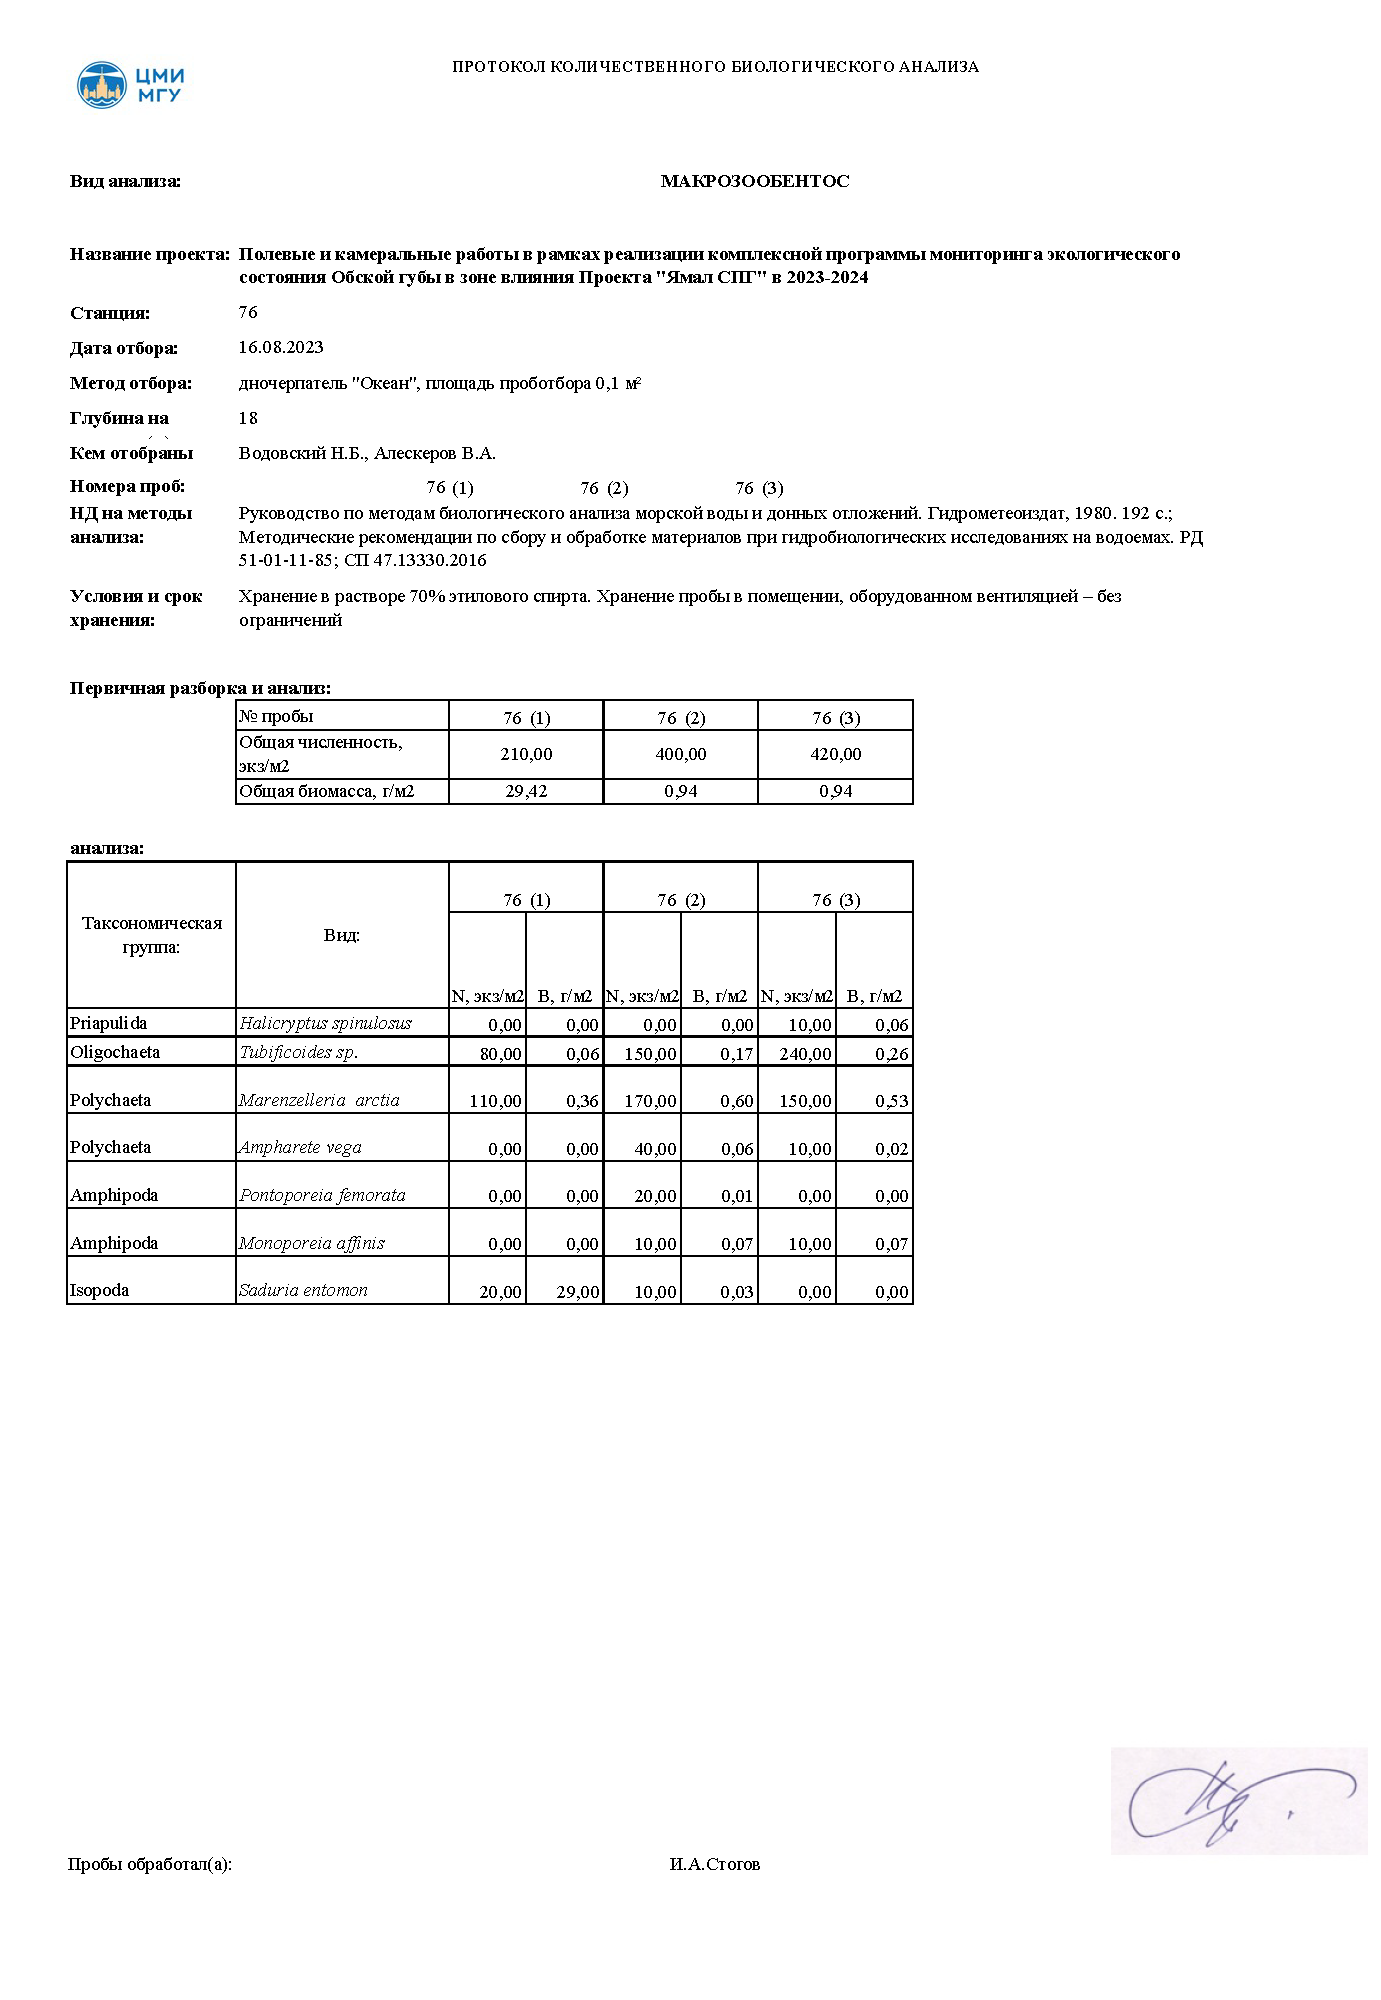 ЦМИ
МГУ
ПРОТОКОЛ КОЛИЧЕСТВЕННОГО БИОЛОГИЧЕСКОГО АНАЛИЗА
Вид анализа: МАКРОЗООБЕНТОС
Название проекта: Полевые и камеральные работы в рамках реализации комплексной программы мониторинга экологического
состояния Обской губы в зоне влияния Проекта "Ямал СПГ" в 2023-2024
Станция: 76
Дата отбора: 16.08.2023
Метод отбора: дночерпатель "Океан", площадь проботбора 0,1 м²
Глубина на 18
Кем отобраны Водовский Н.Б., Алескеров В.А.
Номера проб: 76 (1) 76 (2) 76 (3)
НД на методы Руководство по методам биологического анализа морской воды и донных отложений. Гидрометеоиздат, 1980. 192 с.;
анализа: Методические рекомендации по сбору и обработке материалов при гидробиологических исследованиях на водоемах. РД
51-01-11-85; СП 47.13330.2016
Условия и срок Хранение в растворе 70% этилового спирта. Хранение пробы в помещении, оборудованном вентиляцией – без
хранения: ограничений
Первичная разборка и анализ:
№ пробы 76 (1) 76 (2) 76 (3)
Общая численность,
экз/м2 210,00 400,00 420,00
Общая биомасса, г/м2 29,42 0,94 0,94
анализа:
Таксономическая
группа: Вид: 76 (1) 76 (2) 76 (3)
N, экз/м2 B, г/м2 N, экз/м2 B, г/м2 N, экз/м2 B, г/м2
Priapulida Halicryptus spinulosus 0,00 0,00 0,00 0,00 10,00 0,06
Oligochaeta Tubificoides sp. 80,00 0,06 150,00 0,17 240,00 0,26
Polychaeta Marenzelleria arctia 110,00 0,36 170,00 0,60 150,00 0,53
Polychaeta Ampharete vega 0,00 0,00 40,00 0,06 10,00 0,02
Amphipoda Pontoporeia femorata 0,00 0,00 20,00 0,01 0,00 0,00
Amphipoda Monoporeia affinis 0,00 0,00 10,00 0,07 10,00 0,07
Isopoda Saduria entomon 20,00 29,00 10,00 0,03 0,00 0,00
Пробы обработал(а): И.А.Стогов